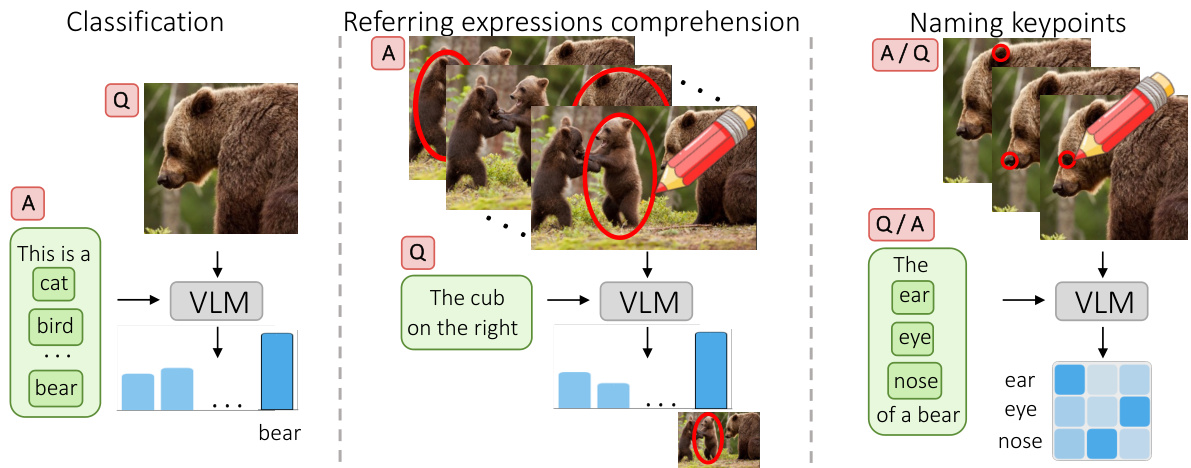 Classification
Q
A
This is a
cat
bird
...
bear
VLM
...
bear
Referring expressions comprehension
A
Q
The cub
on the right
VLM
...
Naming keypoints
A / Q
Q / A
The
ear
eye
nose
of a bear
VLM
ear
eye
nose